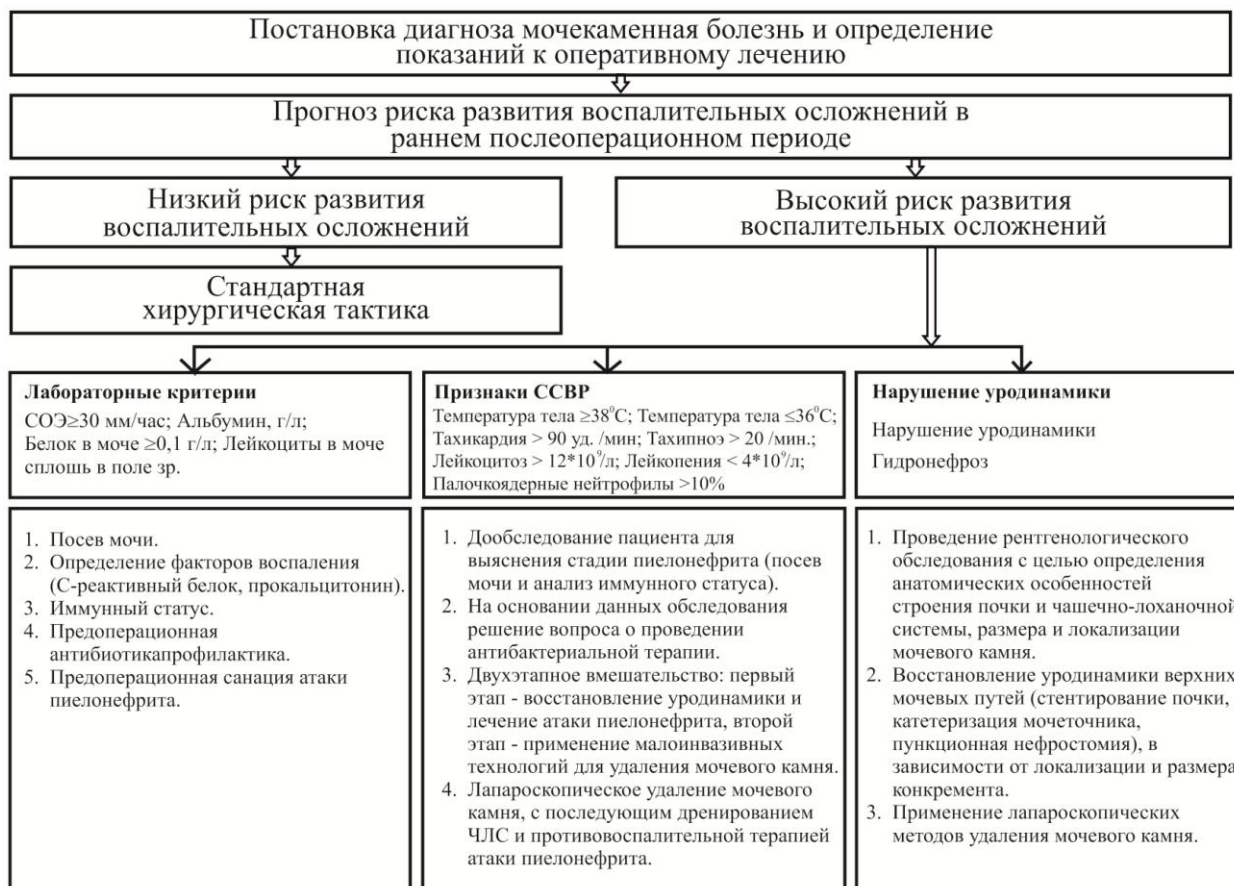 Постановка диагноза мочекаменная болезнь и определение
показаний к оперативному лечению
Прогноз риска развития воспалительных осложнений в
раннем послеоперационном периоде
Низкий риск развития
воспалительных осложнений
Высокий риск развития
воспалительных осложнений
Стандартная
хирургическая тактика
Лабораторные критерии
СОЭ≥30 мм/час; Альбумин, г/л;
Белок в моче ≥0,1 г/л; Лейкоциты в моче
сплошь в поле зр.
Признаки ССВР
Температура тела ≥38⁰С; Температура тела ≤36⁰С;
Тахикардия > 90 уд. /мин; Тахипноэ > 20 /мин.;
Лейкоцитоз > 12*10⁹/л; Лейкопения < 4*10⁹/л;
Палочкоядерные нейтрофилы >10%
Нарушение уродинамики
Нарушение уродинамики
Гидронефроз
1. Посев мочи.
2. Определение факторов воспаления
(С-реактивный белок, прокальцитонин).
3. Иммунный статус.
4. Предоперационная
антибиотикапрофилактика.
5. Предоперационная санация атаки
пиелонефрита.
1. Дообследование пациента для
выяснения стадии пиелонефрита (посев
мочи и анализ иммунного статуса).
2. На основании данных обследования
решение вопроса о проведении
антибактериальной терапии.
3. Двухэтапное вмешательство: первый
этап - восстановление уродинамики и
лечение атаки пиелонефрита, второй
этап - применение малоинвазивных
технологий для удаления мочевого камня.
4. Лапароскопическое удаление мочевого
камня, с последующим дренированием
ЧЛС и противовоспалительной терапией
атаки пиелонефрита.
1. Проведение рентгенологического
обследования с целью определения
анатомических особенностей
строения почки и чашечно-лоханочной
системы, размера и локализации
мочевого камня.
2. Восстановление уродинамики верхних
мочевых путей (стентирование почки,
катетеризация мочеточника,
пункционная нефростомия), в
зависимости от локализации и размера
конкремента.
3. Применение лапароскопических
методов удаления мочевого камня.